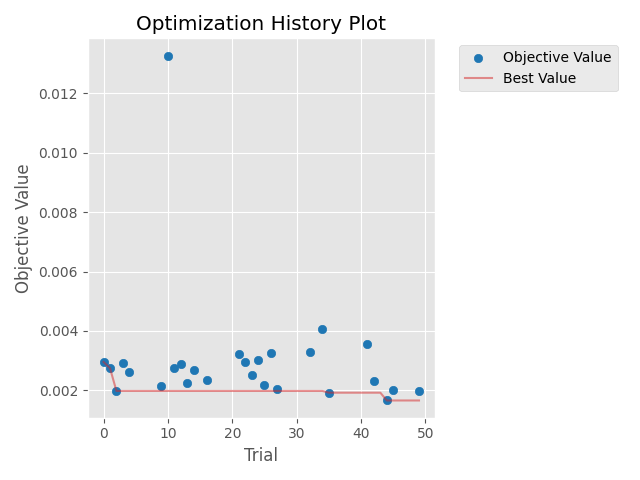 Optimization History Plot
Objective Value
Best Value
0.012
0.010
0.008
0.006
0.004
0.002
Objective Value
0 10 20 30 40 50
Trial